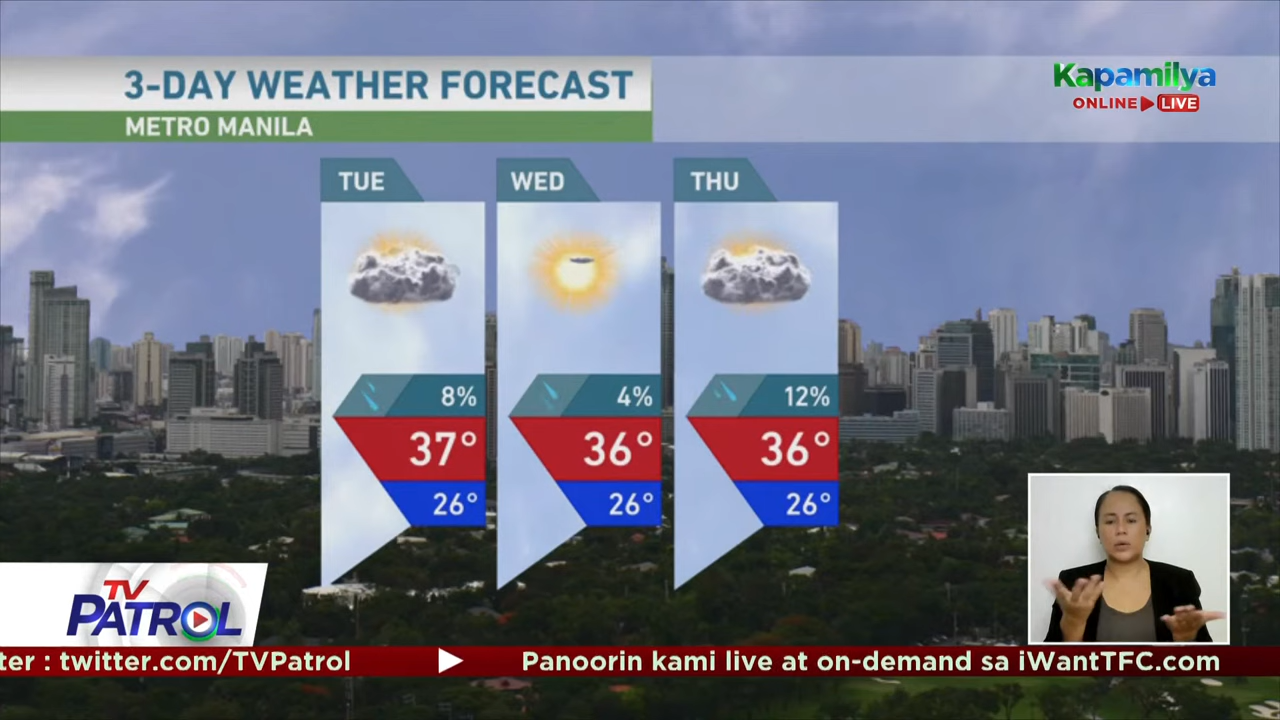 3-DAY WEATHER FORECAST
METRO MANILA
Kapamilya
ONLINE LIVE
TUE
WED
THU
8%
4%
12%
37°
36°
36°
26°
26°
26°
TV
PATROL
ter : twitter.com/TVPatrol
Panoorin kami live at on-demand sa iWantTFC.com